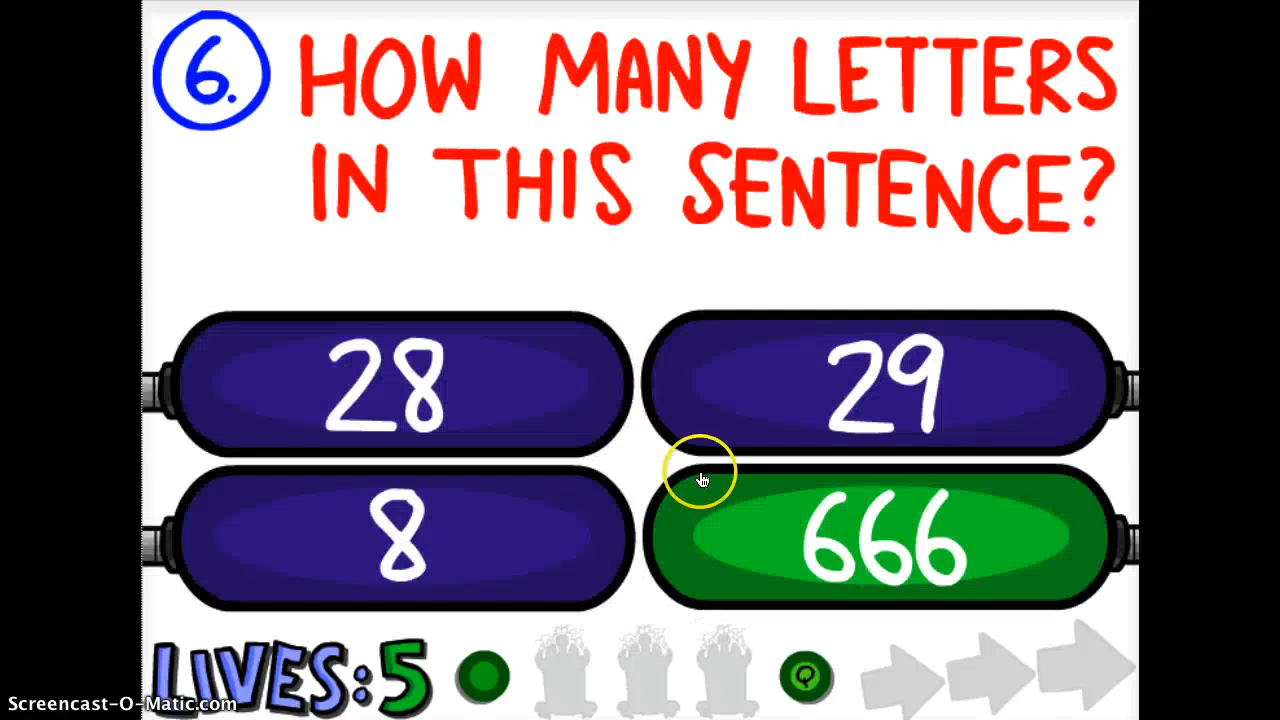 6. HOW MANY LETTERS
IN THIS SENTENCE?
28
29
8
666
LIVES: 5
Q
Screencast-O-Matic.com